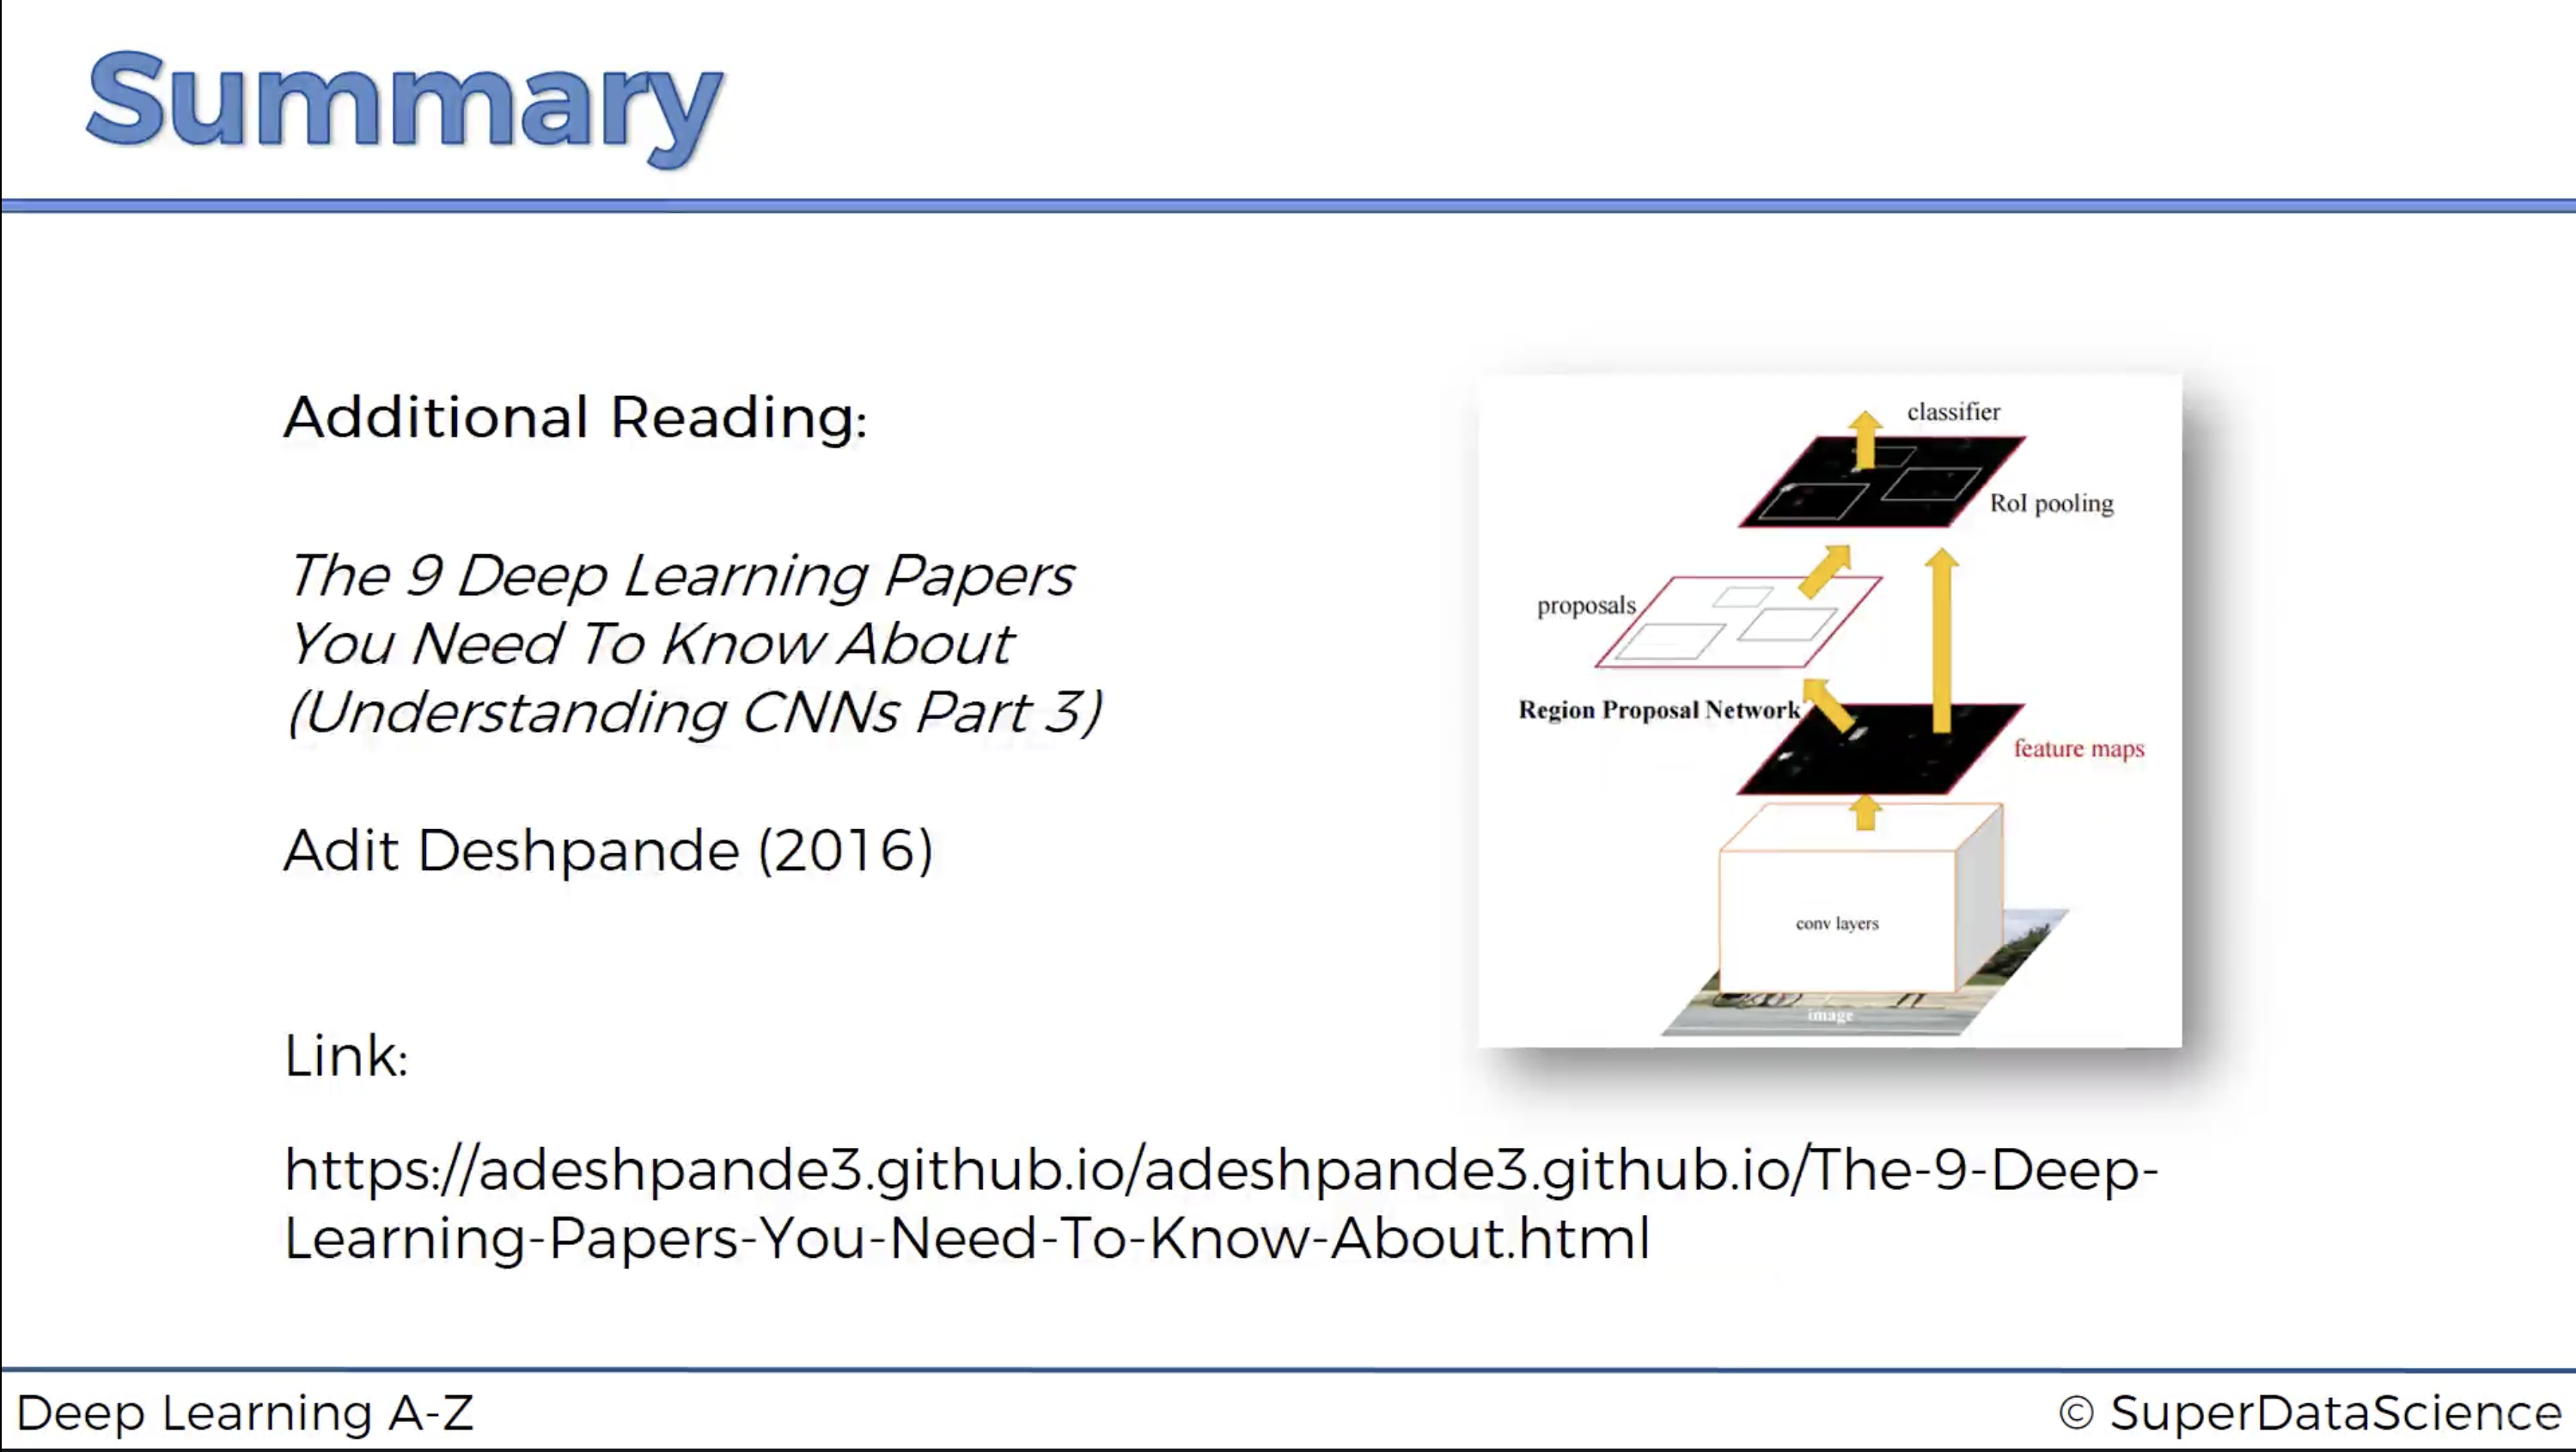 Summary
Additional Reading:
The 9 Deep Learning Papers
You Need To Know About
(Understanding CNNs Part 3)
Adit Deshpande (2016)
classifier
RoI pooling
proposals
Region Proposal Network
feature maps
conv layers
image
Link:
https://adeshpande3.github.io/adeshpande3.github.io/The-9-Deep-
Learning-Papers-You-Need-To-Know-About.html
Deep Learning A-Z
© SuperDataScience